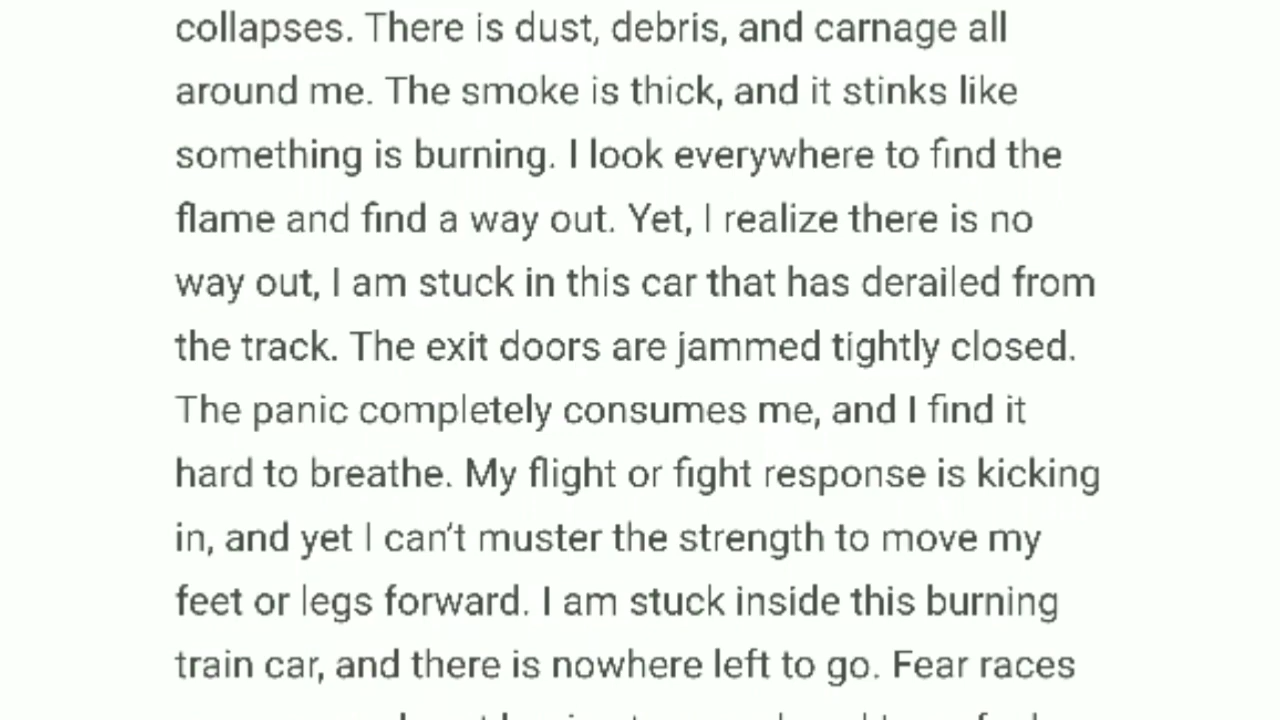 collapses. There is dust, debris, and carnage all
around me. The smoke is thick, and it stinks like
something is burning. I look everywhere to find the
flame and find a way out. Yet, I realize there is no
way out, I am stuck in this car that has derailed from
the track. The exit doors are jammed tightly closed.
The panic completely consumes me, and I find it
hard to breathe. My flight or fight response is kicking
in, and yet I can’t muster the strength to move my
feet or legs forward. I am stuck inside this burning
train car, and there is nowhere left to go. Fear races